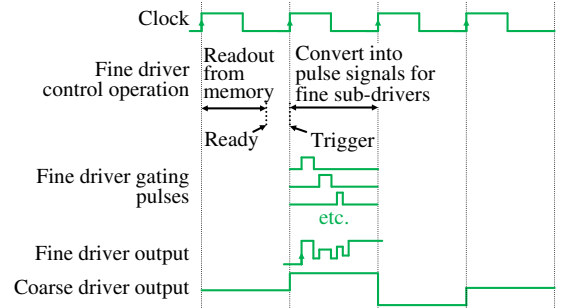 Clock
Fine driver
control operation
Readout
from
memory
Convert into
pulse signals for
fine sub-drivers
Ready
Trigger
Fine driver gating
pulses
etc.
Fine driver output
Coarse driver output